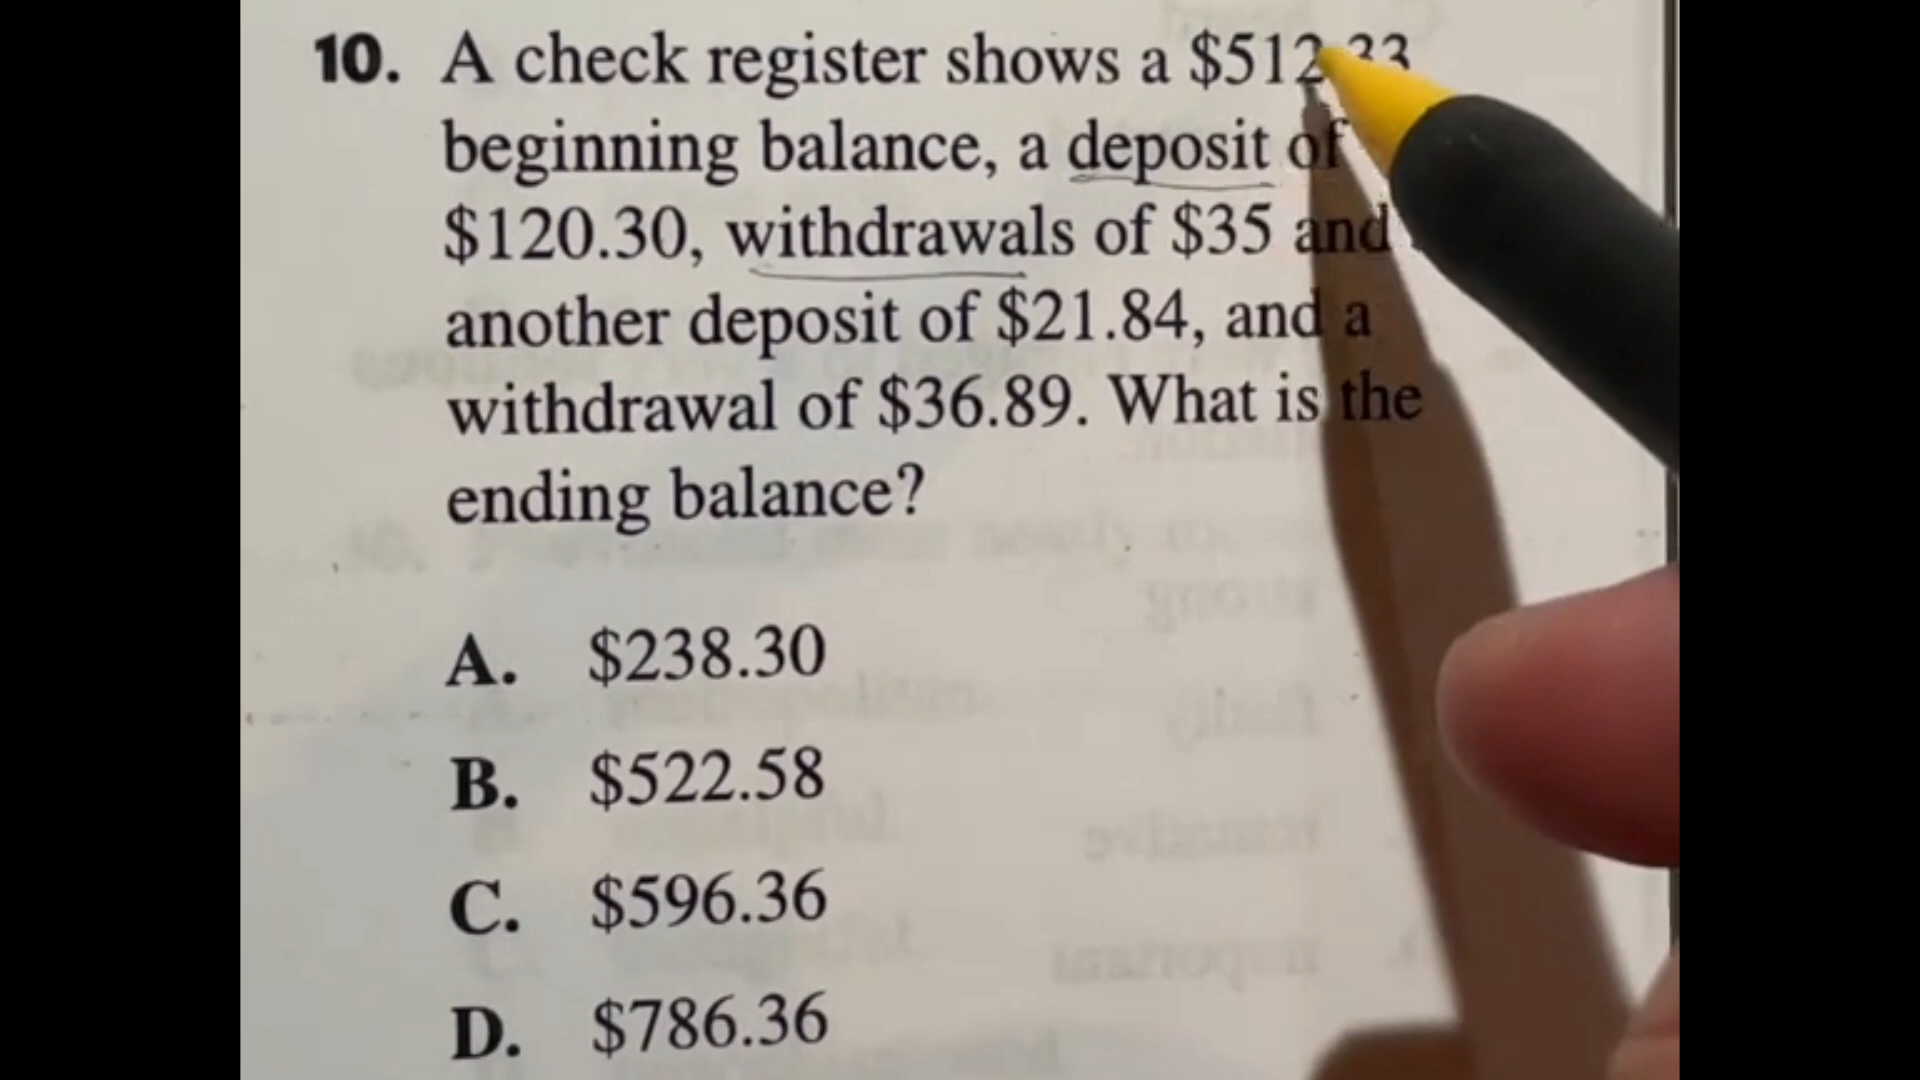 10. A check register shows a $512.33
beginning balance, a deposit of
$120.30, withdrawals of $35 and
another deposit of $21.84, and a
withdrawal of $36.89. What is the
ending balance?
A. $238.30
B. $522.58
C. $596.36
D. $786.36